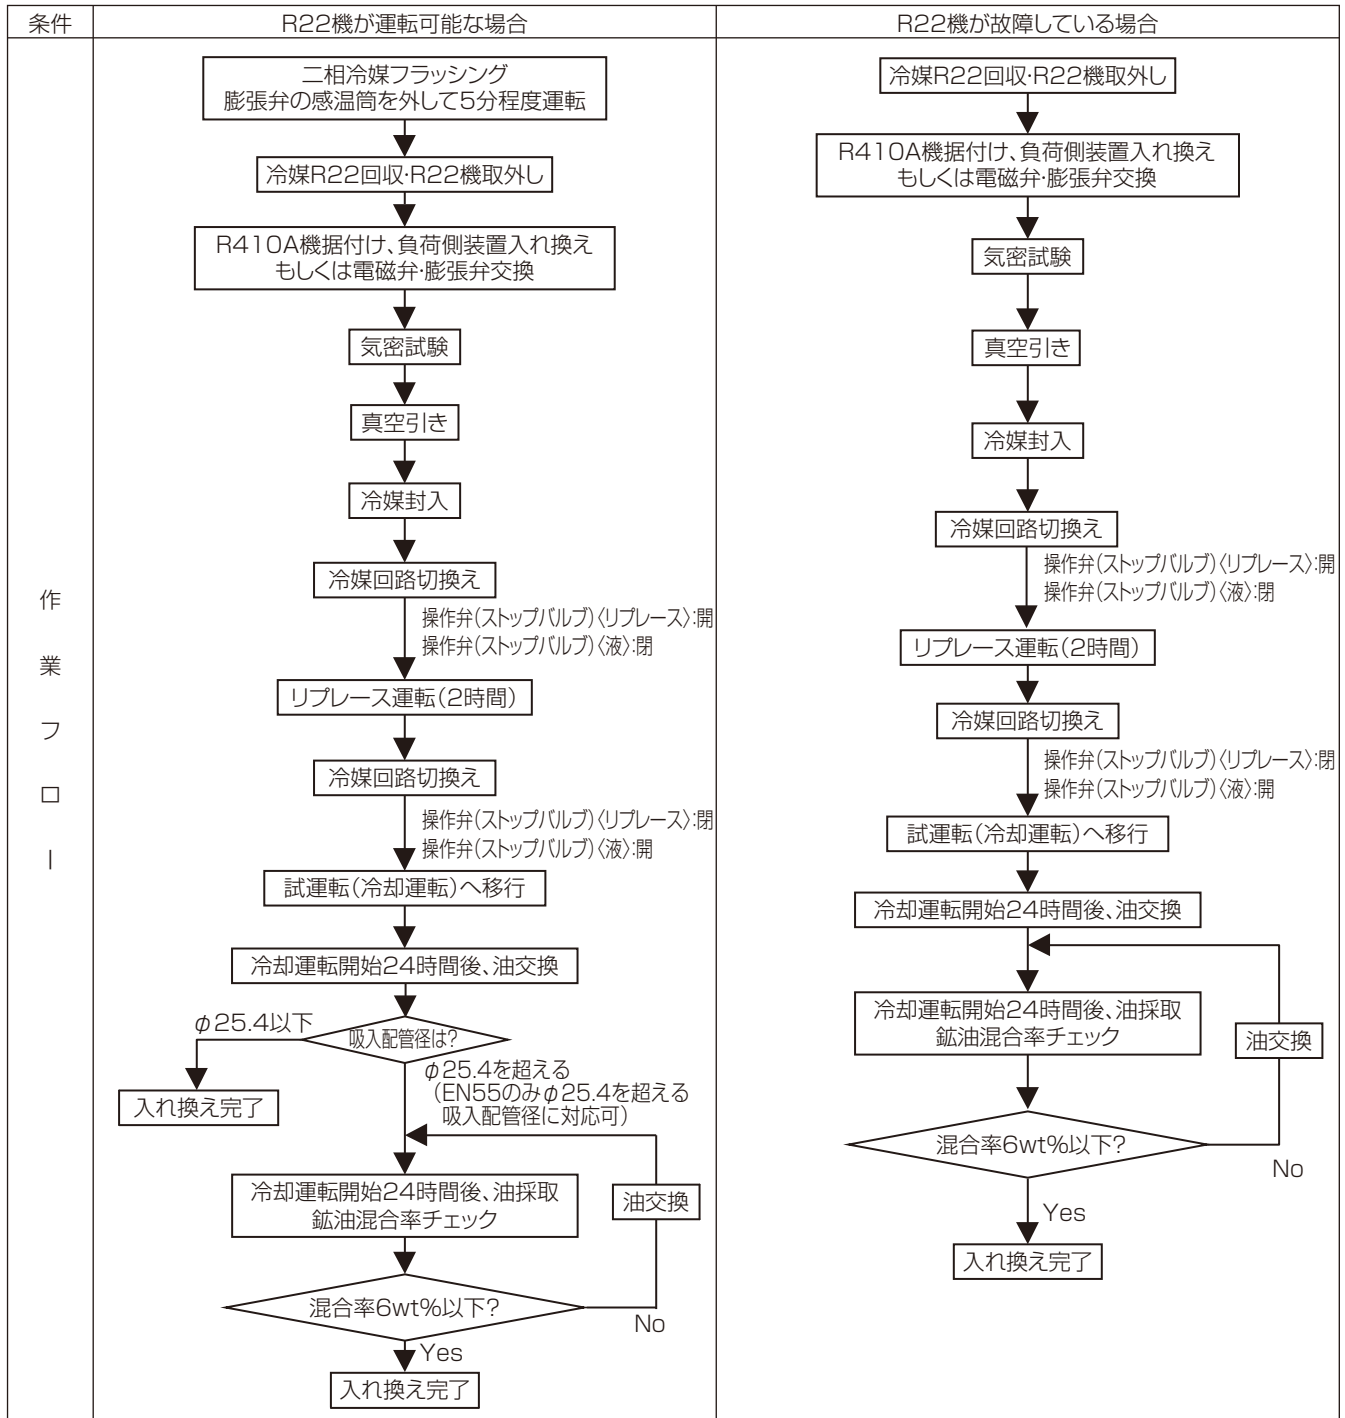 条件
R22機が運転可能な場合
R22機が故障している場合
作業フロー
二相冷媒フラッシング
膨張弁の感温筒を外して5分程度運転
冷媒R22回収・R22機取外し
R410A機据付け、負荷側装置入れ換え
もしくは電磁弁・膨張弁交換
気密試験
真空引き
冷媒封入
冷媒回路切換え
操作弁(ストップバルブ)〈リプレース〉:開
操作弁(ストップバルブ)〈液〉:閉
リプレース運転(2時間)
冷媒回路切換え
操作弁(ストップバルブ)〈リプレース〉:閉
操作弁(ストップバルブ)〈液〉:開
試運転(冷却運転)へ移行
冷却運転開始24時間後、油交換
吸入配管径は?
φ25.4以下
入れ換え完了
φ25.4を超える
(EN55のみφ25.4を超える
吸入配管径に対応可)
冷却運転開始24時間後、油採取
鉱油混合率チェック
油交換
混合率6wt%以下?
No
Yes
入れ換え完了
冷媒R22回収・R22機取外し
R410A機据付け、負荷側装置入れ換え
もしくは電磁弁・膨張弁交換
気密試験
真空引き
冷媒封入
冷媒回路切換え
操作弁(ストップバルブ)〈リプレース〉:開
操作弁(ストップバルブ)〈液〉:閉
リプレース運転(2時間)
冷媒回路切換え
操作弁(ストップバルブ)〈リプレース〉:閉
操作弁(ストップバルブ)〈液〉:開
試運転(冷却運転)へ移行
冷却運転開始24時間後、油交換
冷却運転開始24時間後、油採取
鉱油混合率チェック
油交換
混合率6wt%以下?
No
Yes
入れ換え完了